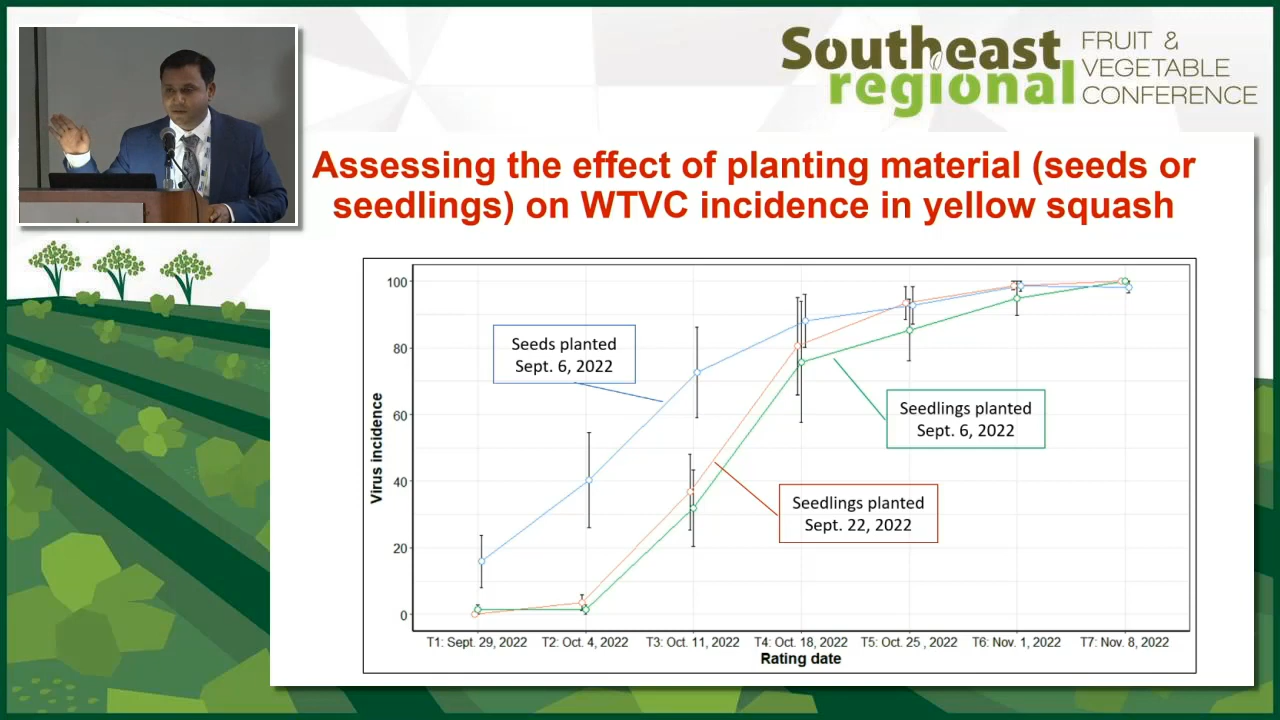 Southeast
regional
FRUIT &
VEGETABLE
CONFERENCE
Assessing the effect of planting material (seeds or
seedlings) on WTVC incidence in yellow squash
100
80
60
40
20
0
Virus incidence
Seeds planted
Sept. 6, 2022
Seedlings planted
Sept. 6, 2022
Seedlings planted
Sept. 22, 2022
T1: Sept. 29, 2022
T2: Oct. 4, 2022
T3: Oct. 11, 2022
T4: Oct. 18, 2022
T5: Oct. 25 , 2022
T6: Nov. 1, 2022
T7: Nov. 8, 2022
Rating date